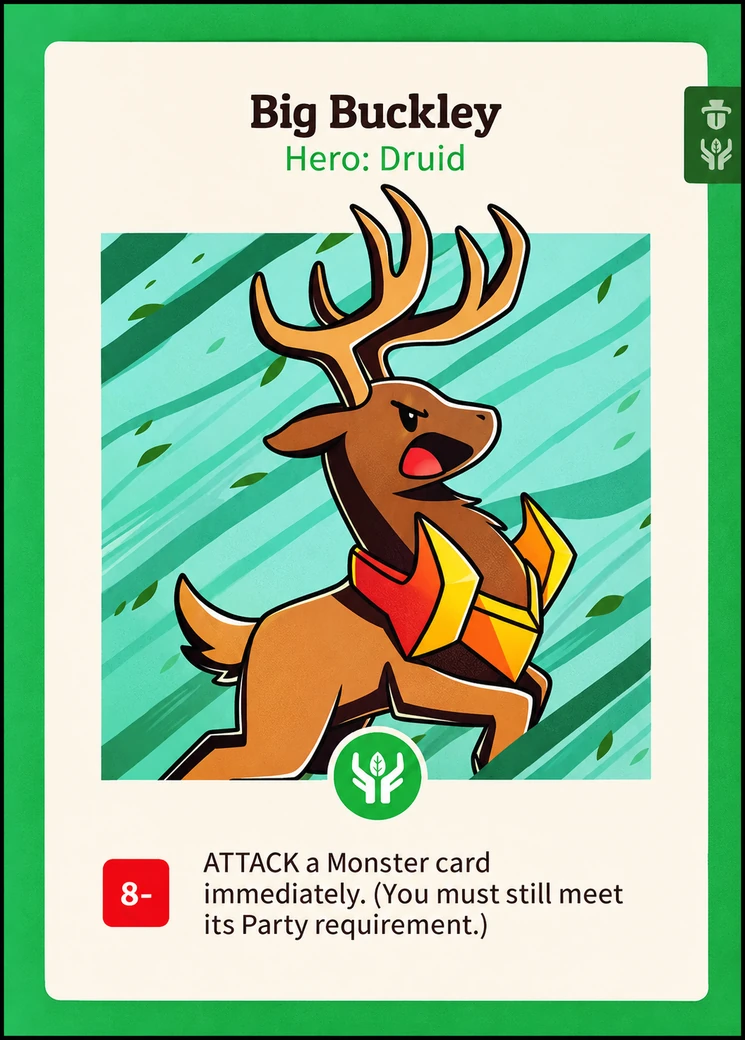 Big Buckley
Hero: Druid
8-
ATTACK a Monster card
immediately. (You must still meet
its Party requirement.)